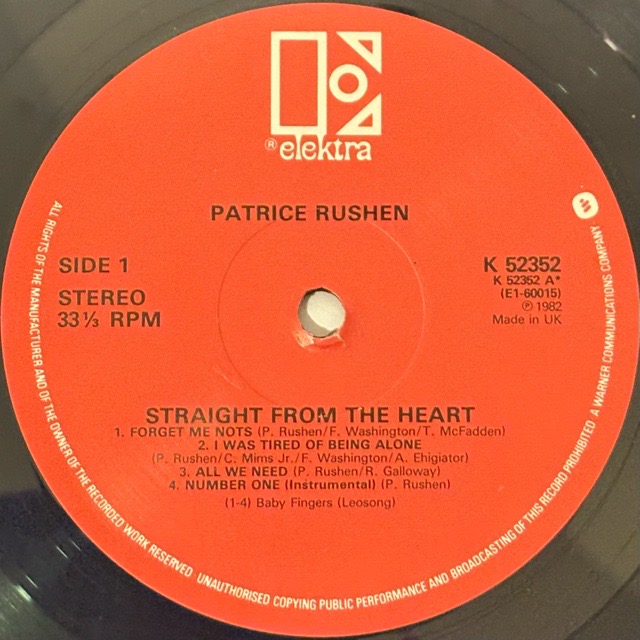 ® elektra
PATRICE RUSHEN
SIDE 1
STEREO
33⅓ RPM
K 52352
K 52352 A*
(E1-60015)
℗ 1982
Made in UK
STRAIGHT FROM THE HEART
1. FORGET ME NOTS (P. Rushen/F. Washington/T. McFadden)
2. I WAS TIRED OF BEING ALONE
(P. Rushen/C. Mims Jr./F. Washington/A. Ehigiator)
3. ALL WE NEED (P. Rushen/R. Galloway)
4. NUMBER ONE (Instrumental) (P. Rushen)
(1-4) Baby Fingers (Leosong)
ALL RIGHTS OF THE MANUFACTURER AND OF THE OWNER OF THE RECORDED WORK RESERVED · UNAUTHORISED COPYING PUBLIC PERFORMANCE AND BROADCASTING OF THIS RECORD PROHIBITED A WARNER COMMUNICATIONS COMPANY